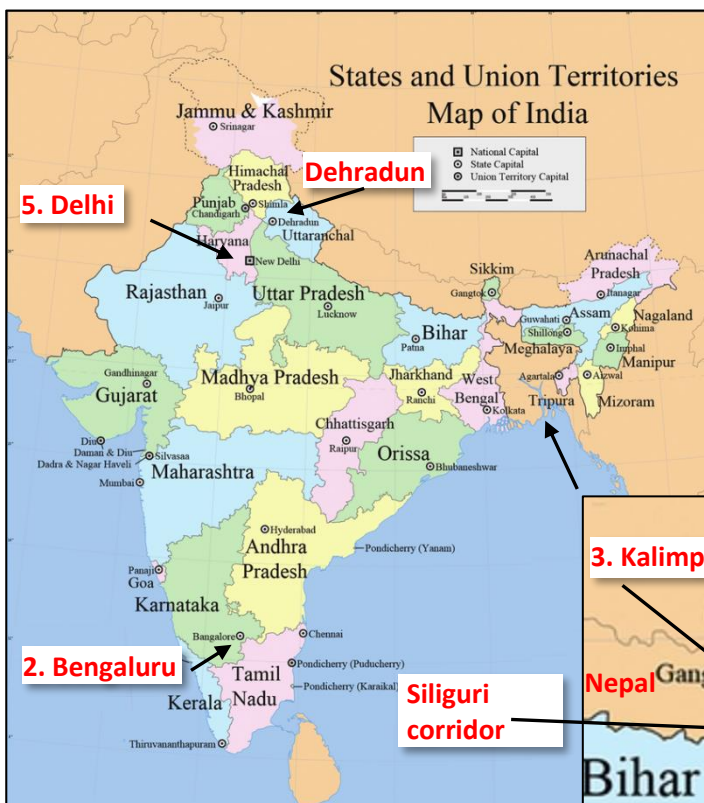 States and Union Territories
Map of India
National Capital
State Capital
Union Territory Capital
Jammu & Kashmir
Srinagar
Himachal
Pradesh
Dehradun
Punjab
Shimla
Chandigarh
5. Delhi
Dehradun
Uttaranchal
Haryana
New Delhi
Sikkim
Gangtok
Arunachal
Pradesh
Itanagar
Rajasthan
Jaipur
Uttar Pradesh
Lucknow
Bihar
Patna
Guwahati
Assam
Nagaland
Shillong
Kohima
Meghalaya
Imphal
Manipur
Gandhinagar
Gujarat
Madhya Pradesh
Bhopal
Jharkhand
Ranchi
West
Bengal
Kolkata
Agartala
Tripura
Aizwal
Mizoram
Chhattisgarh
Raipur
Orissa
Bhubaneshwar
Diu
Daman & Diu
Dadra & Nagar Haveli
Silvasaa
Maharashtra
Mumbai
Hyderabad
Andhra
Pradesh
Pondicherry (Yanam)
3. Kalimp
Panaji
Goa
Karnataka
Bangalore
Chennai
2. Bengaluru
Pondicherry (Puducherry)
Tamil
Nadu
Pondicherry (Karaikal)
Kerala
Thiruvananthapuram
Siliguri
corridor
Nepal
Gang
Bihar